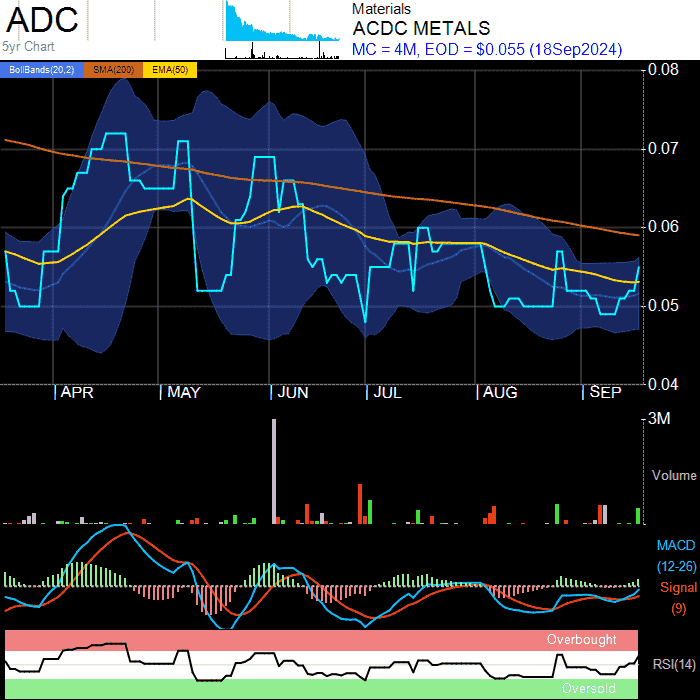 ADC
5yr Chart
Materials
ACDC METALS
MC = 4M, EOD = $0.055 (18Sep2024)
BollBands(20,2) SMA(200) EMA(50)
0.08
0.07
0.06
0.05
0.04
APR MAY JUN JUL AUG SEP
3M
Volume
MACD
(12-26)
Signal
(9)
Overbought
RSI(14)
Oversold